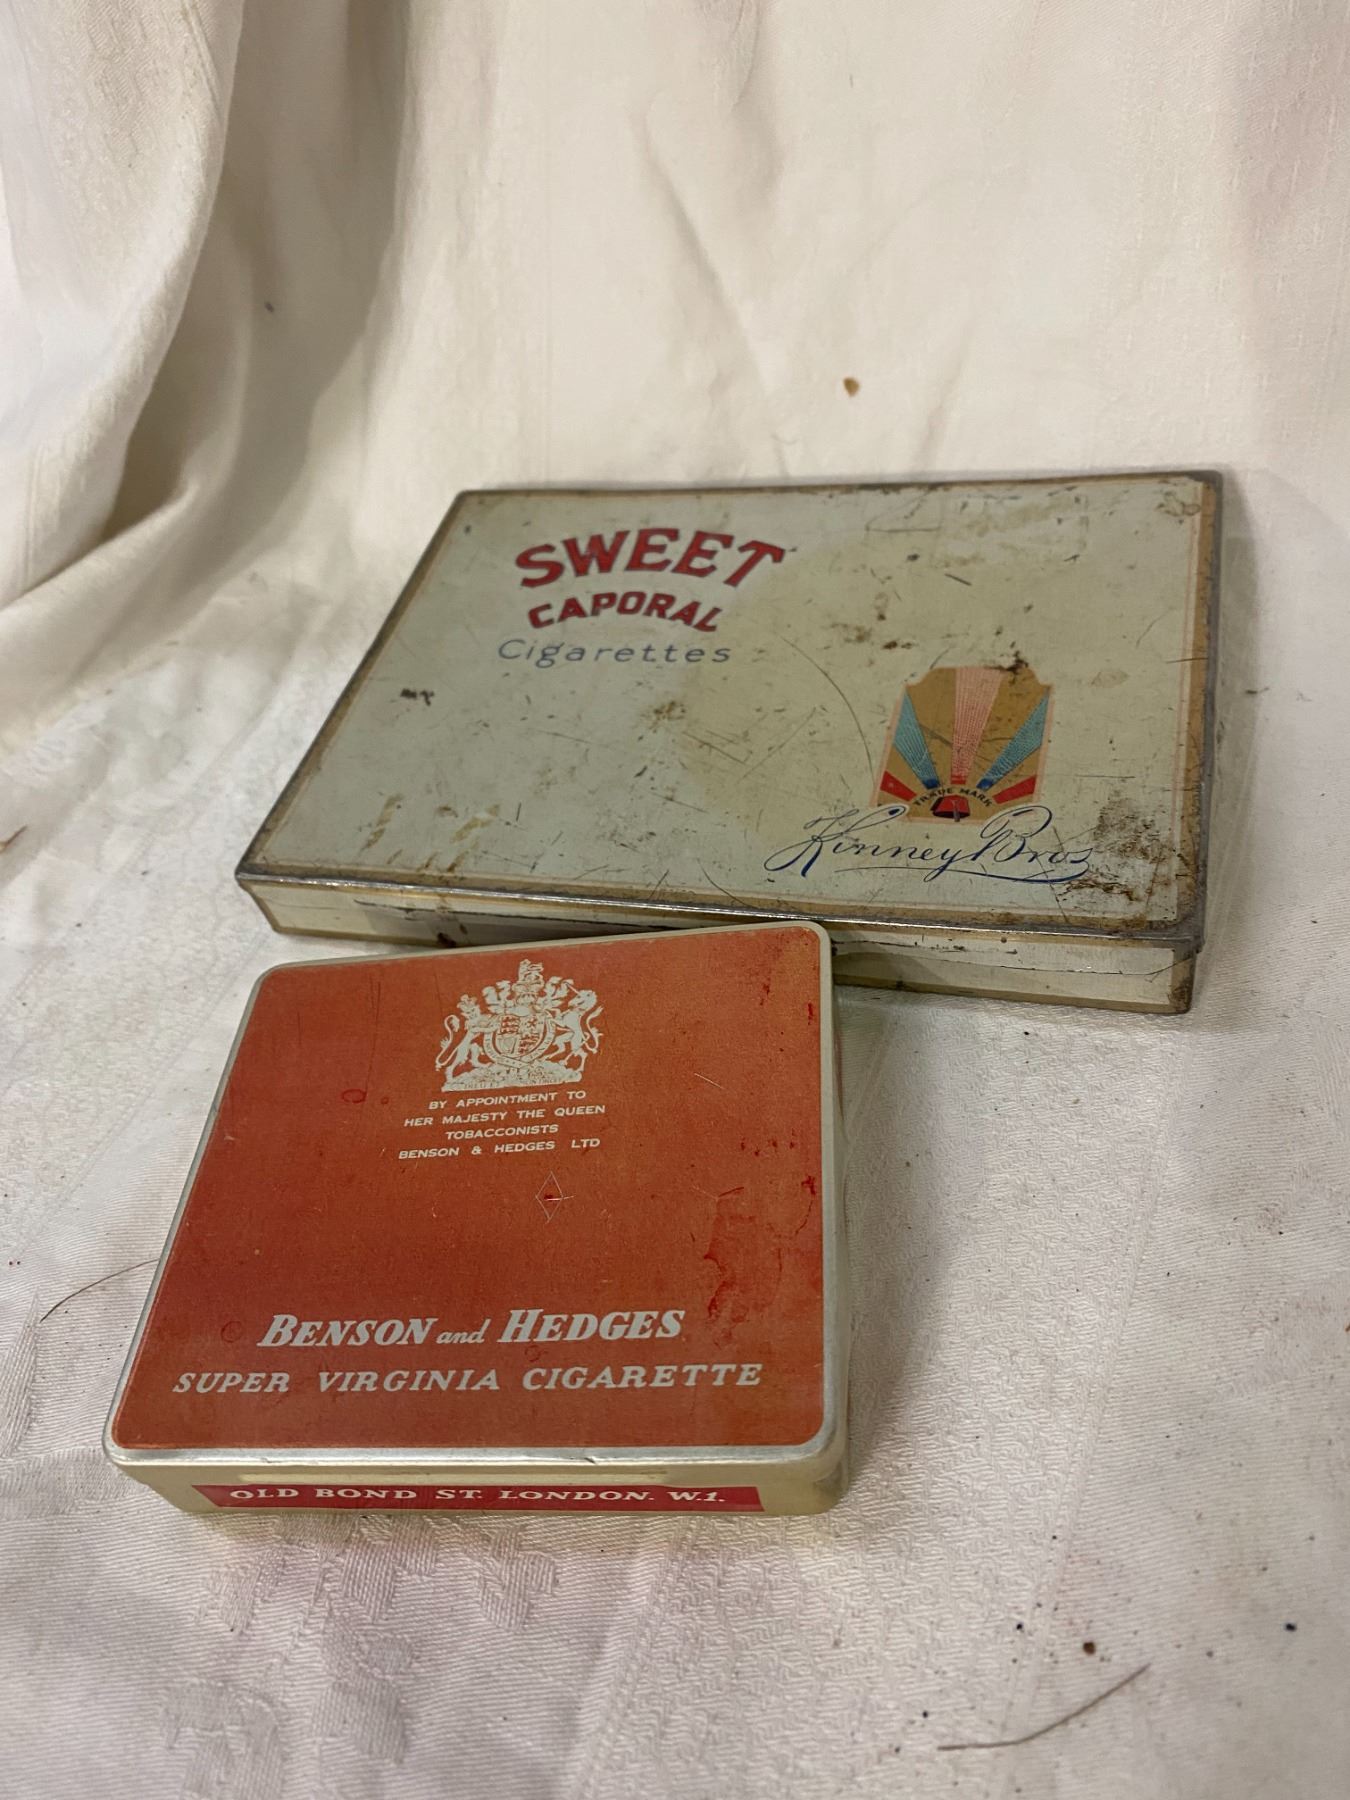 SWEET
CAPORAL
Cigarettes
TRADE MARK
Kinney Bros
BY APPOINTMENT TO
HER MAJESTY THE QUEEN
TOBACCONISTS
BENSON & HEDGES LTD
BENSON and HEDGES
SUPER VIRGINIA CIGARETTE
OLD BOND ST. LONDON. W.1.